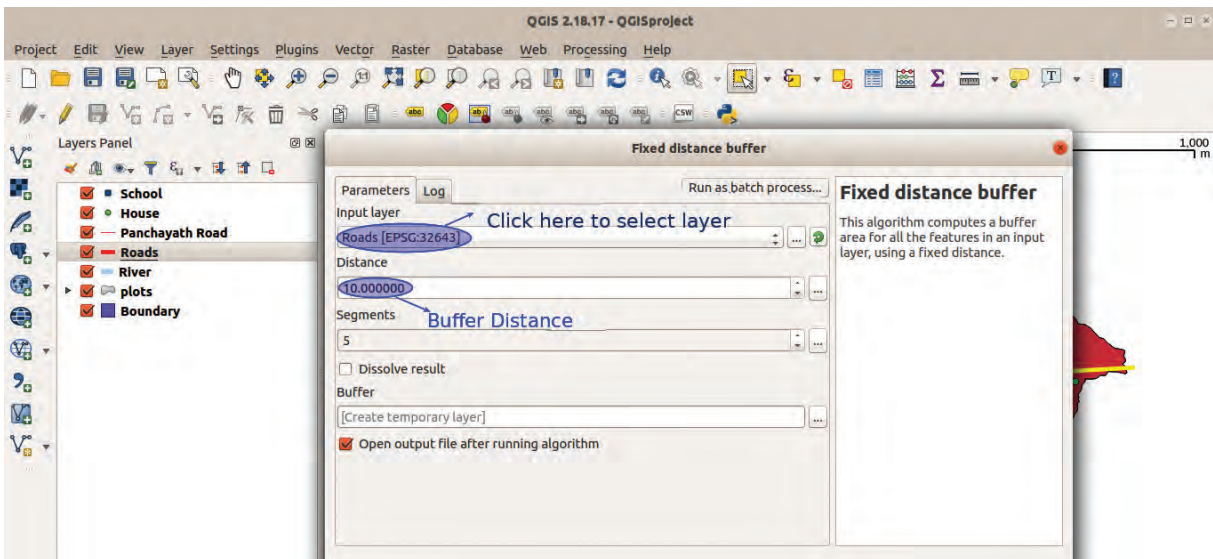 QGIS 2.18.17 - QGISproject
Project Edit View Layer Settings Plugins Vector Raster Database Web Processing Help
abc
CSW
Layers Panel
School
House
Panchayath Road
Roads
River
plots
Boundary
Fixed distance buffer
1,000
m
Parameters Log Run as batch process...
Input layer
Click here to select layer
Roads [EPSG:32643]
...
Distance
10.000000
...
Segments
Buffer Distance
5
...
Dissolve result
Buffer
[Create temporary layer]
...
Open output file after running algorithm
Fixed distance buffer
This algorithm computes a buffer
area for all the features in an input
layer, using a fixed distance.